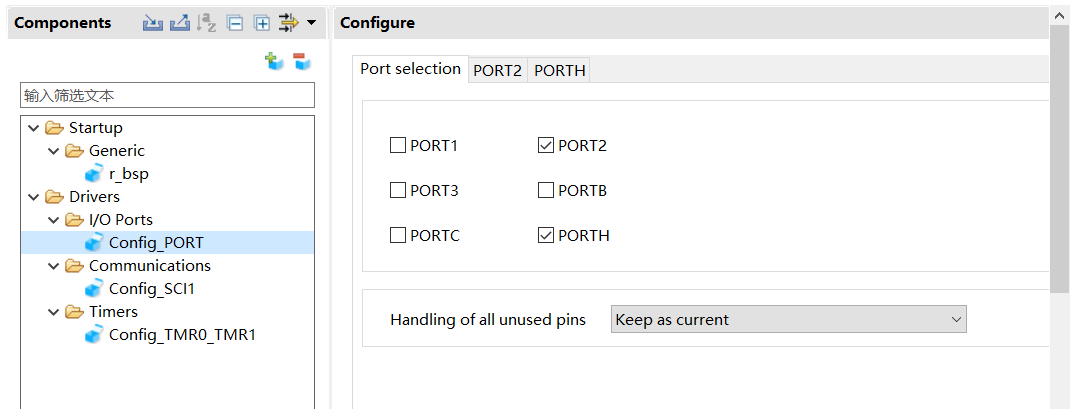 Components
输入筛选文本
Startup
Generic
r_bsp
Drivers
I/O Ports
Config_PORT
Communications
Config_SCI1
Timers
Config_TMR0_TMR1
Configure
Port selection PORT2 PORTH
PORT1 PORT2
PORT3 PORTB
PORTC PORTH
Handling of all unused pins Keep as current